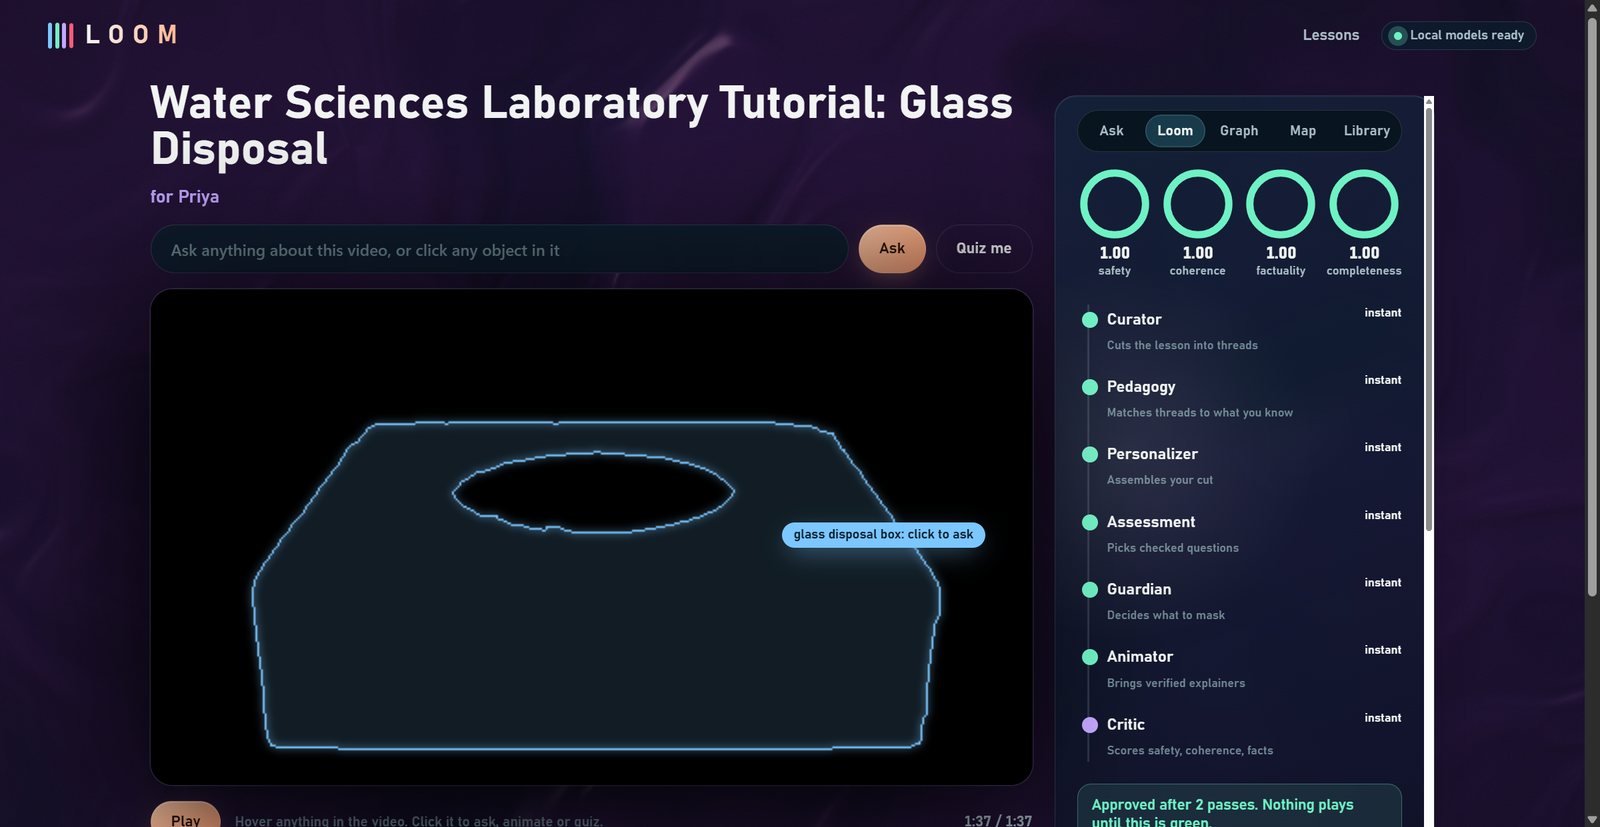 LOOM
Lessons
Local models ready
Water Sciences Laboratory Tutorial: Glass
Disposal
for Priya
Ask anything about this video, or click any object in it
Ask
Quiz me
glass disposal box: click to ask
Play
Hover anything in the video. Click it to ask, animate or quiz.
1:37 / 1:37
Ask
Loom
Graph
Map
Library
1.00
safety
1.00
coherence
1.00
factuality
1.00
completeness
Curator
instant
Cuts the lesson into threads
Pedagogy
instant
Matches threads to what you know
Personalizer
instant
Assembles your cut
Assessment
instant
Picks checked questions
Guardian
instant
Decides what to mask
Animator
instant
Brings verified explainers
Critic
instant
Scores safety, coherence, facts
Approved after 2 passes. Nothing plays
until this is green.